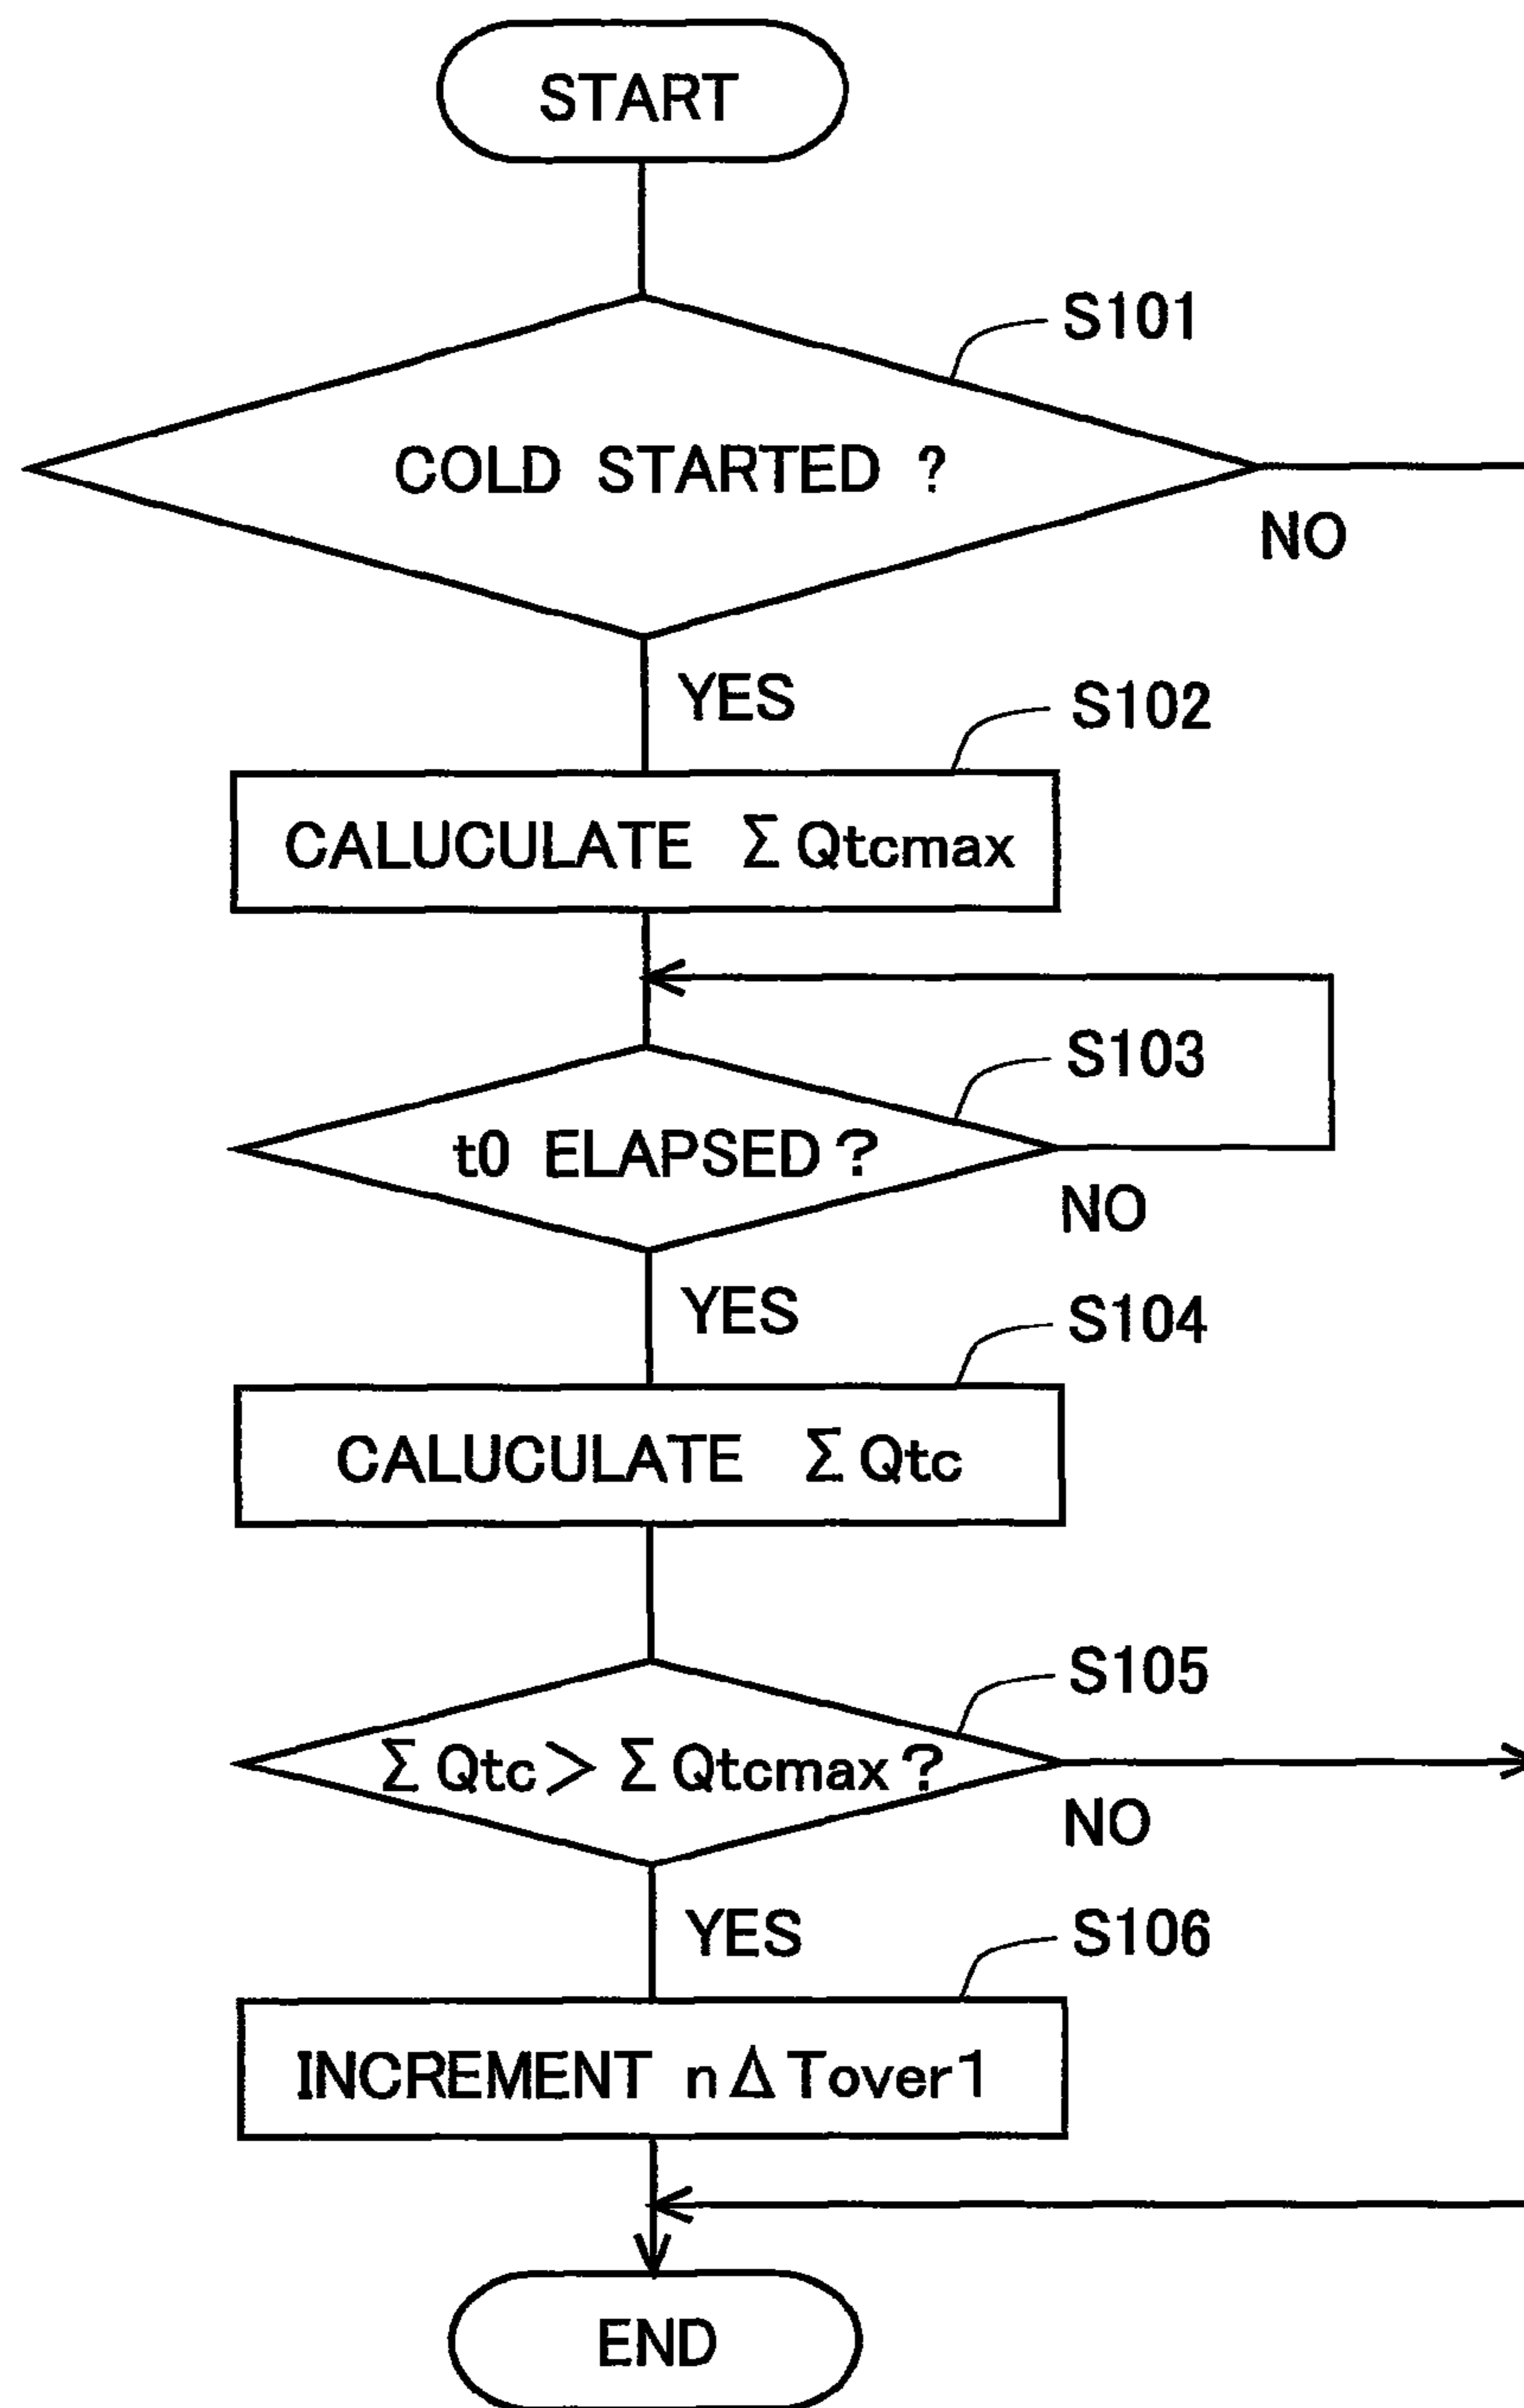 START
S101
COLD STARTED ?
NO
YES
S102
CALUCULATE ΣQtcmax
S103
t0 ELAPSED?
NO
YES
S104
CALUCULATE ΣQtc
S105
ΣQtc>ΣQtcmax?
NO
YES
S106
INCREMENT nΔTover1
END